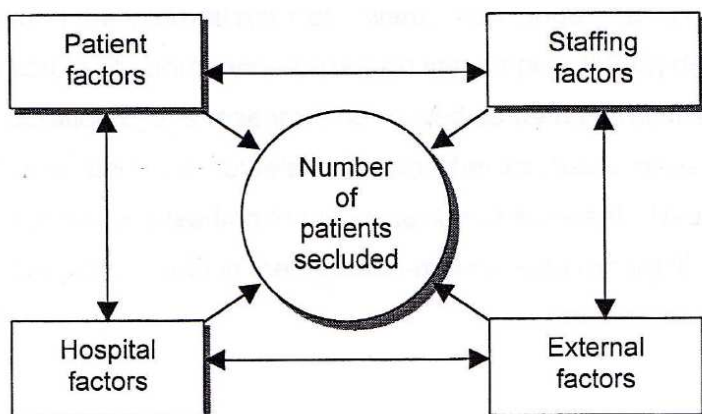 Patient
factors
Staffing
factors
Number
of
patients
secluded
Hospital
factors
External
factors